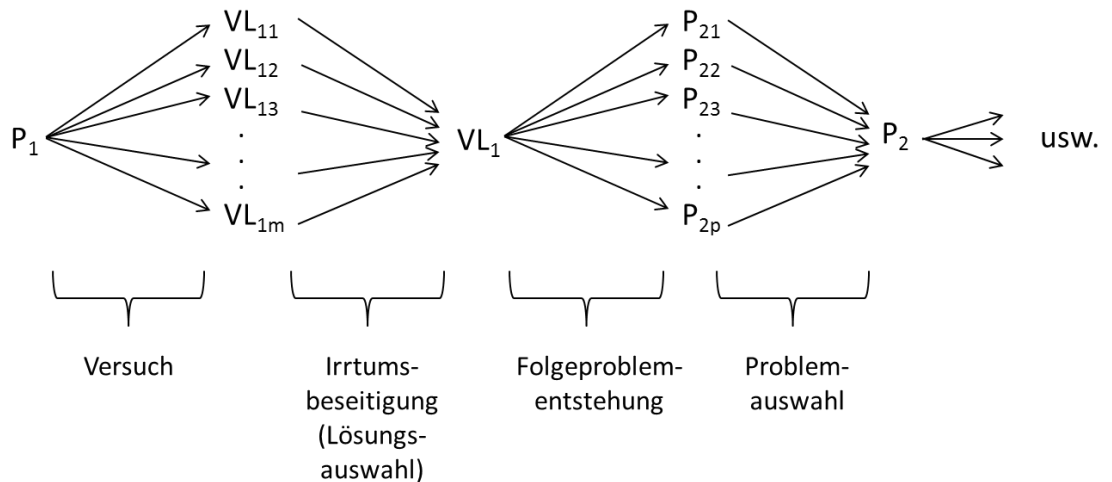 VL₁₁
VL₁₂
VL₁₃
P₁
.
.
.
VL₁ₘ
VL₁
P₂₁
P₂₂
P₂₃
.
.
.
P₂ₚ
P₂
usw.
Versuch
Irrtums-
beseitigung
(Lösungs-
auswahl)
Folgeproblem-
entstehung
Problem-
auswahl